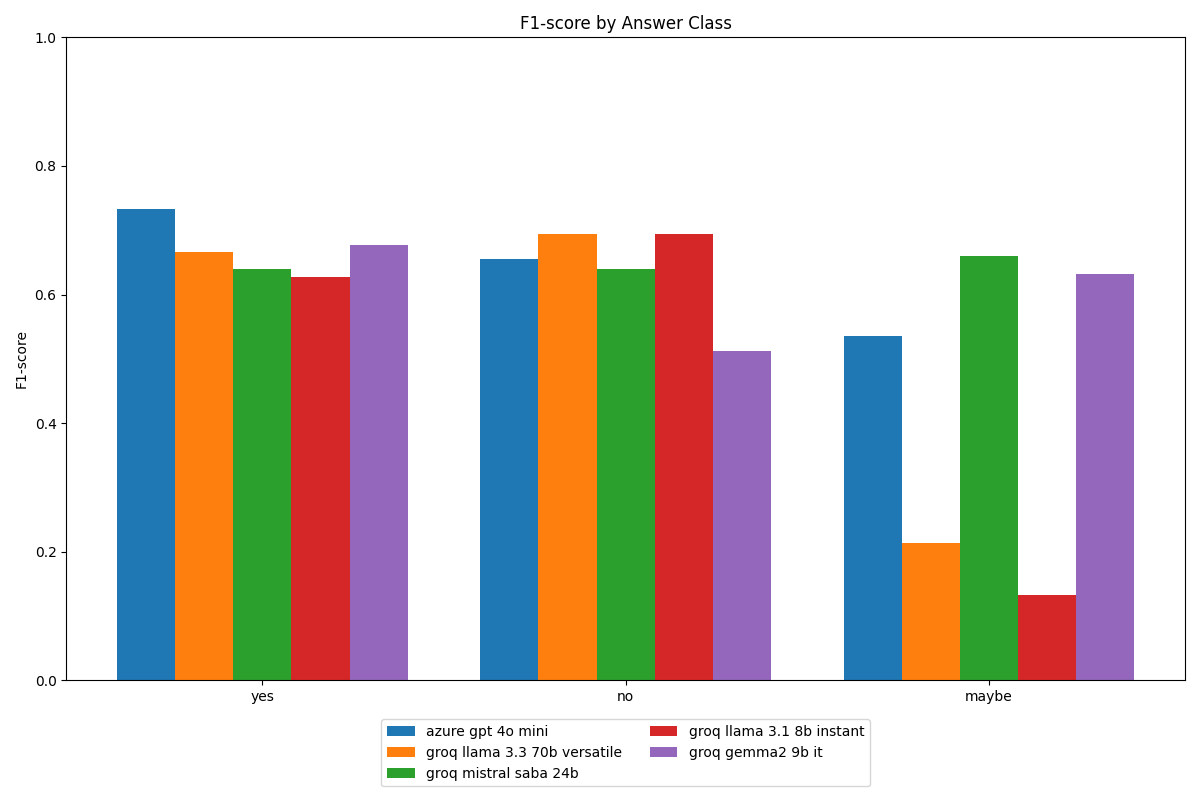 F1-score by Answer Class
1.0
0.8
0.6
0.4
0.2
0.0
F1-score
yes
no
maybe
azure gpt 4o mini
groq llama 3.3 70b versatile
groq mistral saba 24b
groq llama 3.1 8b instant
groq gemma2 9b it